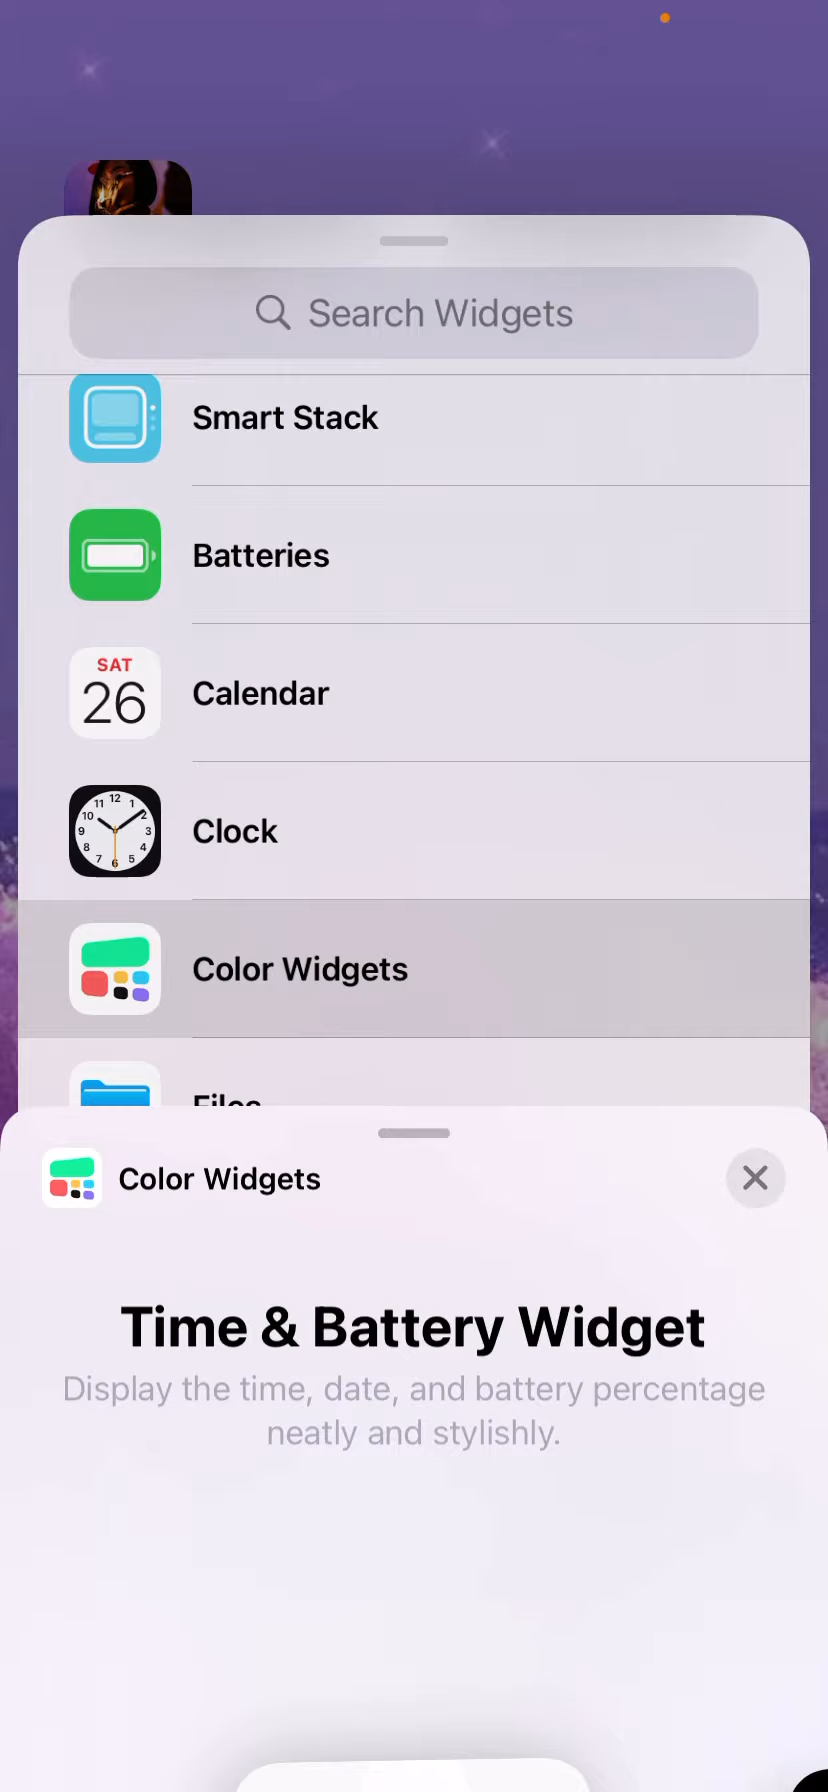 Search Widgets
Smart Stack
Batteries
SAT
26
Calendar
12
11 1
10 2
9 3
8 4
7 6 5
Clock
Color Widgets
Files
Color Widgets
Time & Battery Widget
Display the time, date, and battery percentage
neatly and stylishly.